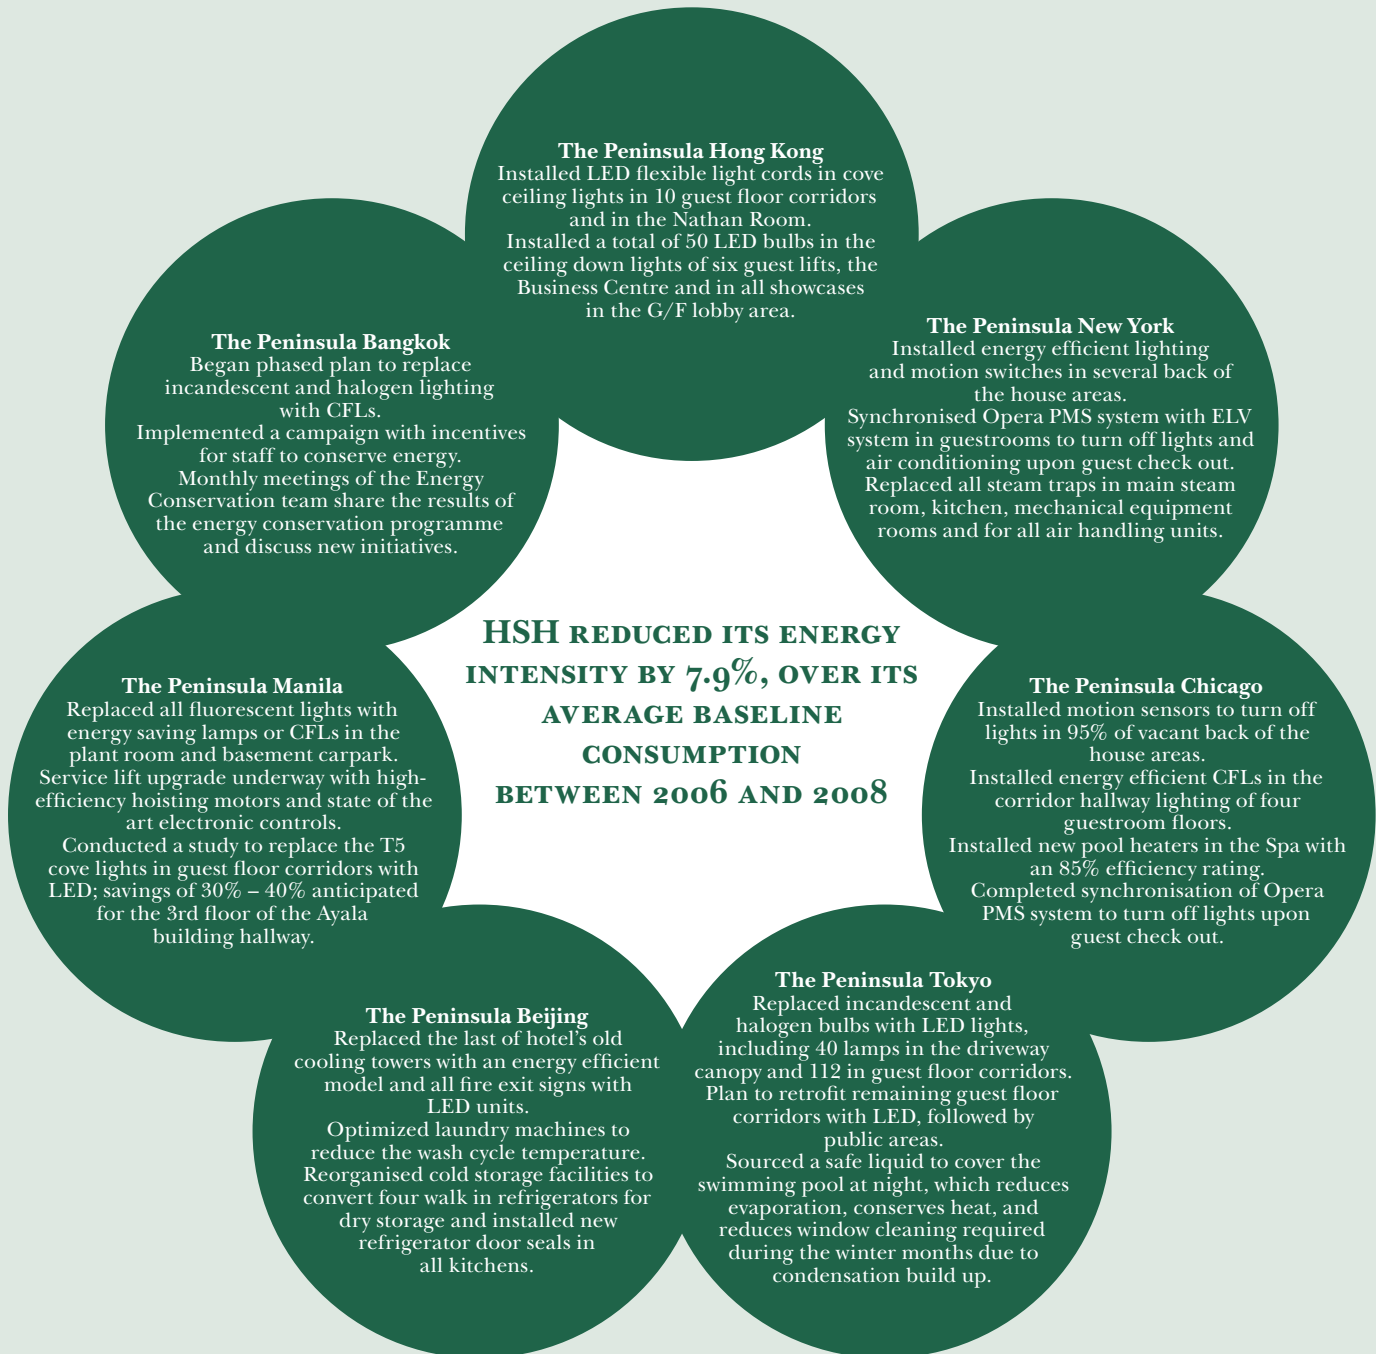 The Peninsula Hong Kong
Installed LED flexible light cords in cove
ceiling lights in 10 guest floor corridors
and in the Nathan Room.
Installed a total of 50 LED bulbs in the
ceiling down lights of six guest lifts, the
Business Centre and in all showcases
in the G/F lobby area.
The Peninsula Bangkok
Began phased plan to replace
incandescent and halogen lighting
with CFLs.
Implemented a campaign with incentives
for staff to conserve energy.
Monthly meetings of the Energy
Conservation team share the results of
the energy conservation programme
and discuss new initiatives.
The Peninsula New York
Installed energy efficient lighting
and motion switches in several back of
the house areas.
Synchronised Opera PMS system with ELV
system in guestrooms to turn off lights and
air conditioning upon guest check out.
Replaced all steam traps in main steam
room, kitchen, mechanical equipment
rooms and for all air handling units.
HSH REDUCED ITS ENERGY
INTENSITY BY 7.9%, OVER ITS
AVERAGE BASELINE
CONSUMPTION
BETWEEN 2006 AND 2008
The Peninsula Manila
Replaced all fluorescent lights with
energy saving lamps or CFLs in the
plant room and basement carpark.
Service lift upgrade underway with high-
efficiency hoisting motors and state of the
art electronic controls.
Conducted a study to replace the T5
cove lights in guest floor corridors with
LED; savings of 30% – 40% anticipated
for the 3rd floor of the Ayala
building hallway.
The Peninsula Chicago
Installed motion sensors to turn off
lights in 95% of vacant back of the
house areas.
Installed energy efficient CFLs in the
corridor hallway lighting of four
guestroom floors.
Installed new pool heaters in the Spa with
an 85% efficiency rating.
Completed synchronisation of Opera
PMS system to turn off lights upon
guest check out.
The Peninsula Beijing
Replaced the last of hotel's old
cooling towers with an energy efficient
model and all fire exit signs with
LED units.
Optimized laundry machines to
reduce the wash cycle temperature.
Reorganised cold storage facilities to
convert four walk in refrigerators for
dry storage and installed new
refrigerator door seals in
all kitchens.
The Peninsula Tokyo
Replaced incandescent and
halogen bulbs with LED lights,
including 40 lamps in the driveway
canopy and 112 in guest floor corridors.
Plan to retrofit remaining guest floor
corridors with LED, followed by
public areas.
Sourced a safe liquid to cover the
swimming pool at night, which reduces
evaporation, conserves heat, and
reduces window cleaning required
during the winter months due to
condensation build up.